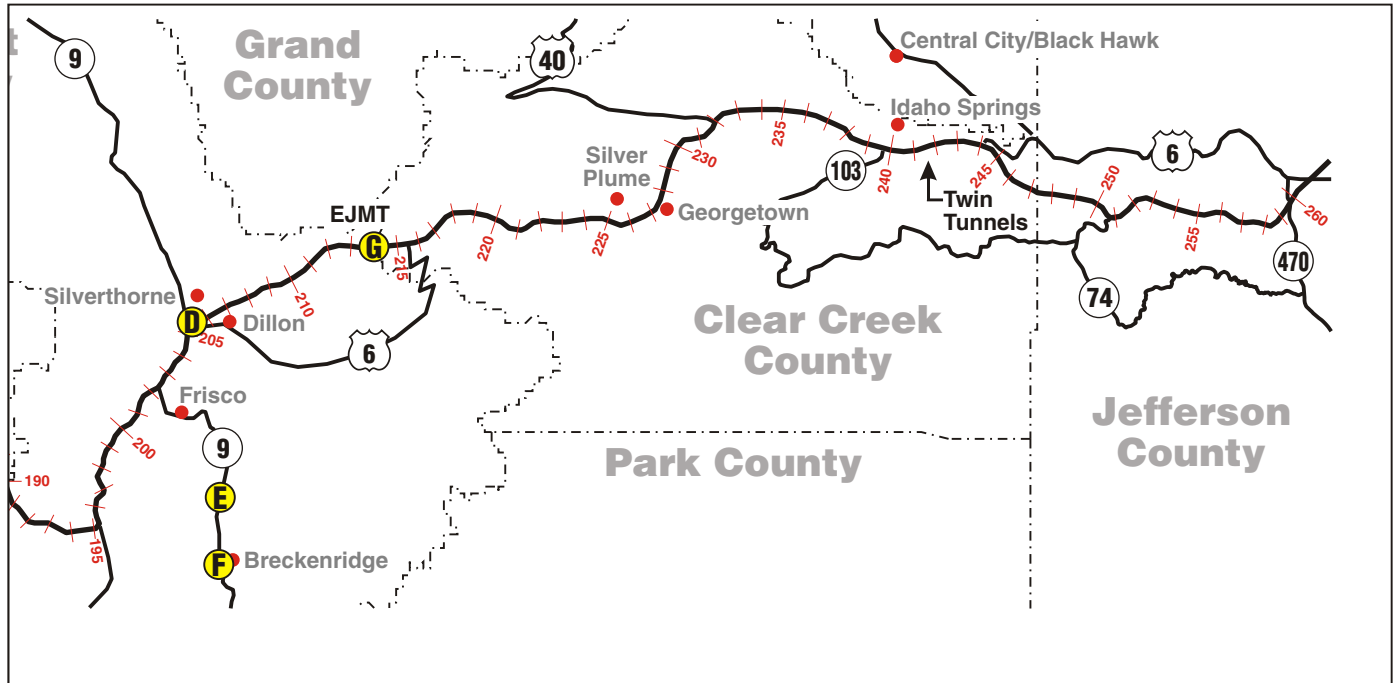 9
Grand
County
40
Central City/Black Hawk
Idaho Springs
235
230
Silver
Plume
103
240
245
6
250
Twin
Tunnels
Georgetown
EJMT
G
215
220
225
255
260
470
74
210
Silverthorne
D
Dillon
205
6
Clear Creek
County
Frisco
200
9
Jefferson
County
Park County
190
E
195
F
Breckenridge